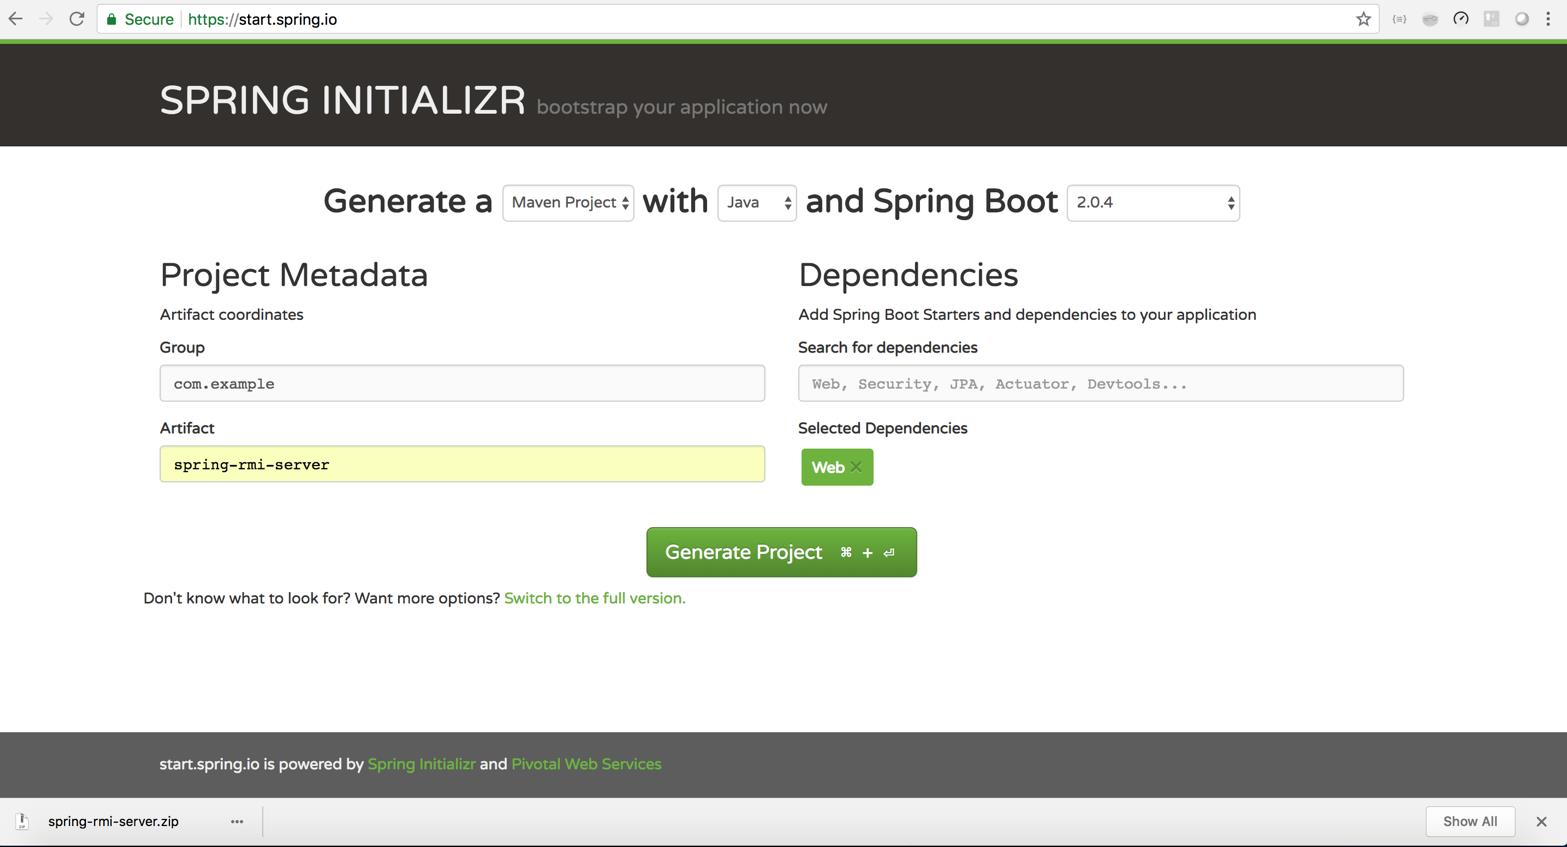 Secure https://start.spring.io
SPRING INITIALIZR bootstrap your application now
Generate a Maven Project with Java and Spring Boot 2.0.4
Project Metadata
Artifact coordinates
Group
com.example
Artifact
spring-rmi-server
Dependencies
Add Spring Boot Starters and dependencies to your application
Search for dependencies
Web, Security, JPA, Actuator, Devtools...
Selected Dependencies
Web ×
Generate Project ⌘ + ⏎
Don't know what to look for? Want more options? Switch to the full version.
start.spring.io is powered by Spring Initializr and Pivotal Web Services
spring-rmi-server.zip
Show All